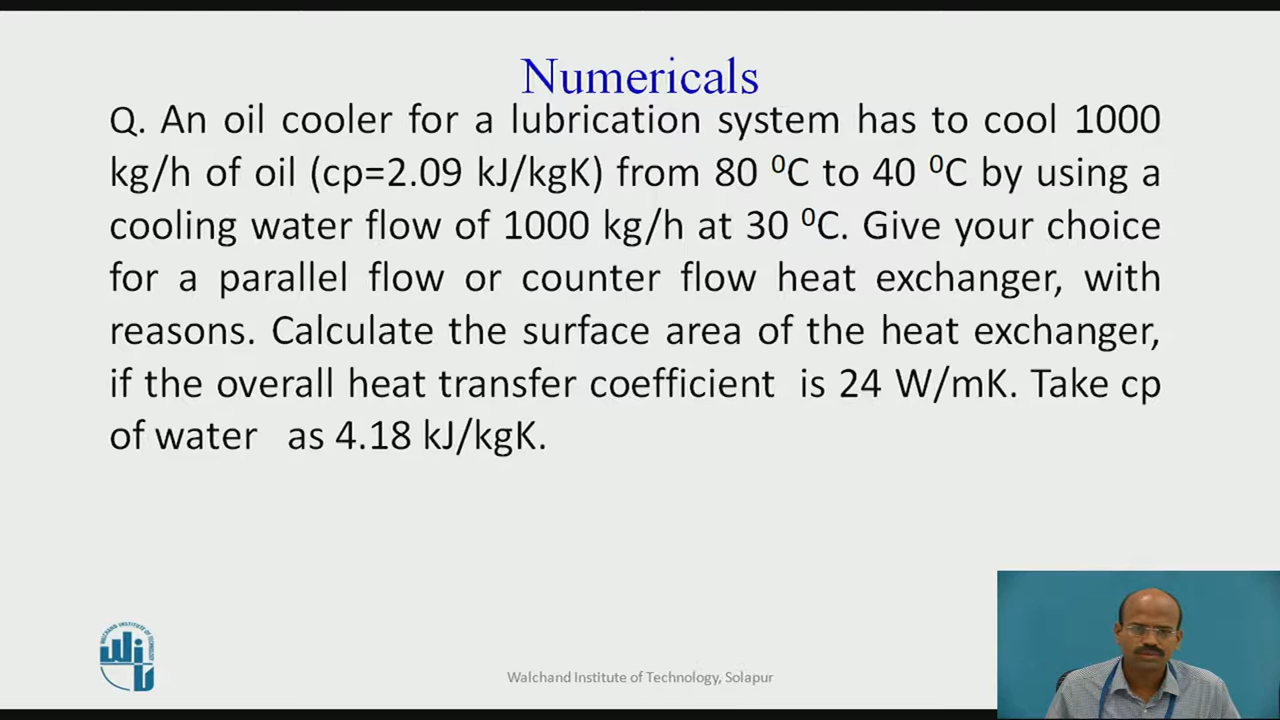 Numericals
Q. An oil cooler for a lubrication system has to cool 1000
kg/h of oil (cp=2.09 kJ/kgK) from 80 ⁰C to 40 ⁰C by using a
cooling water flow of 1000 kg/h at 30 ⁰C. Give your choice
for a parallel flow or counter flow heat exchanger, with
reasons. Calculate the surface area of the heat exchanger,
if the overall heat transfer coefficient is 24 W/mK. Take cp
of water as 4.18 kJ/kgK.
WALCHAND INSTITUTE OF TECHNOLOGY
Walchand Institute of Technology, Solapur